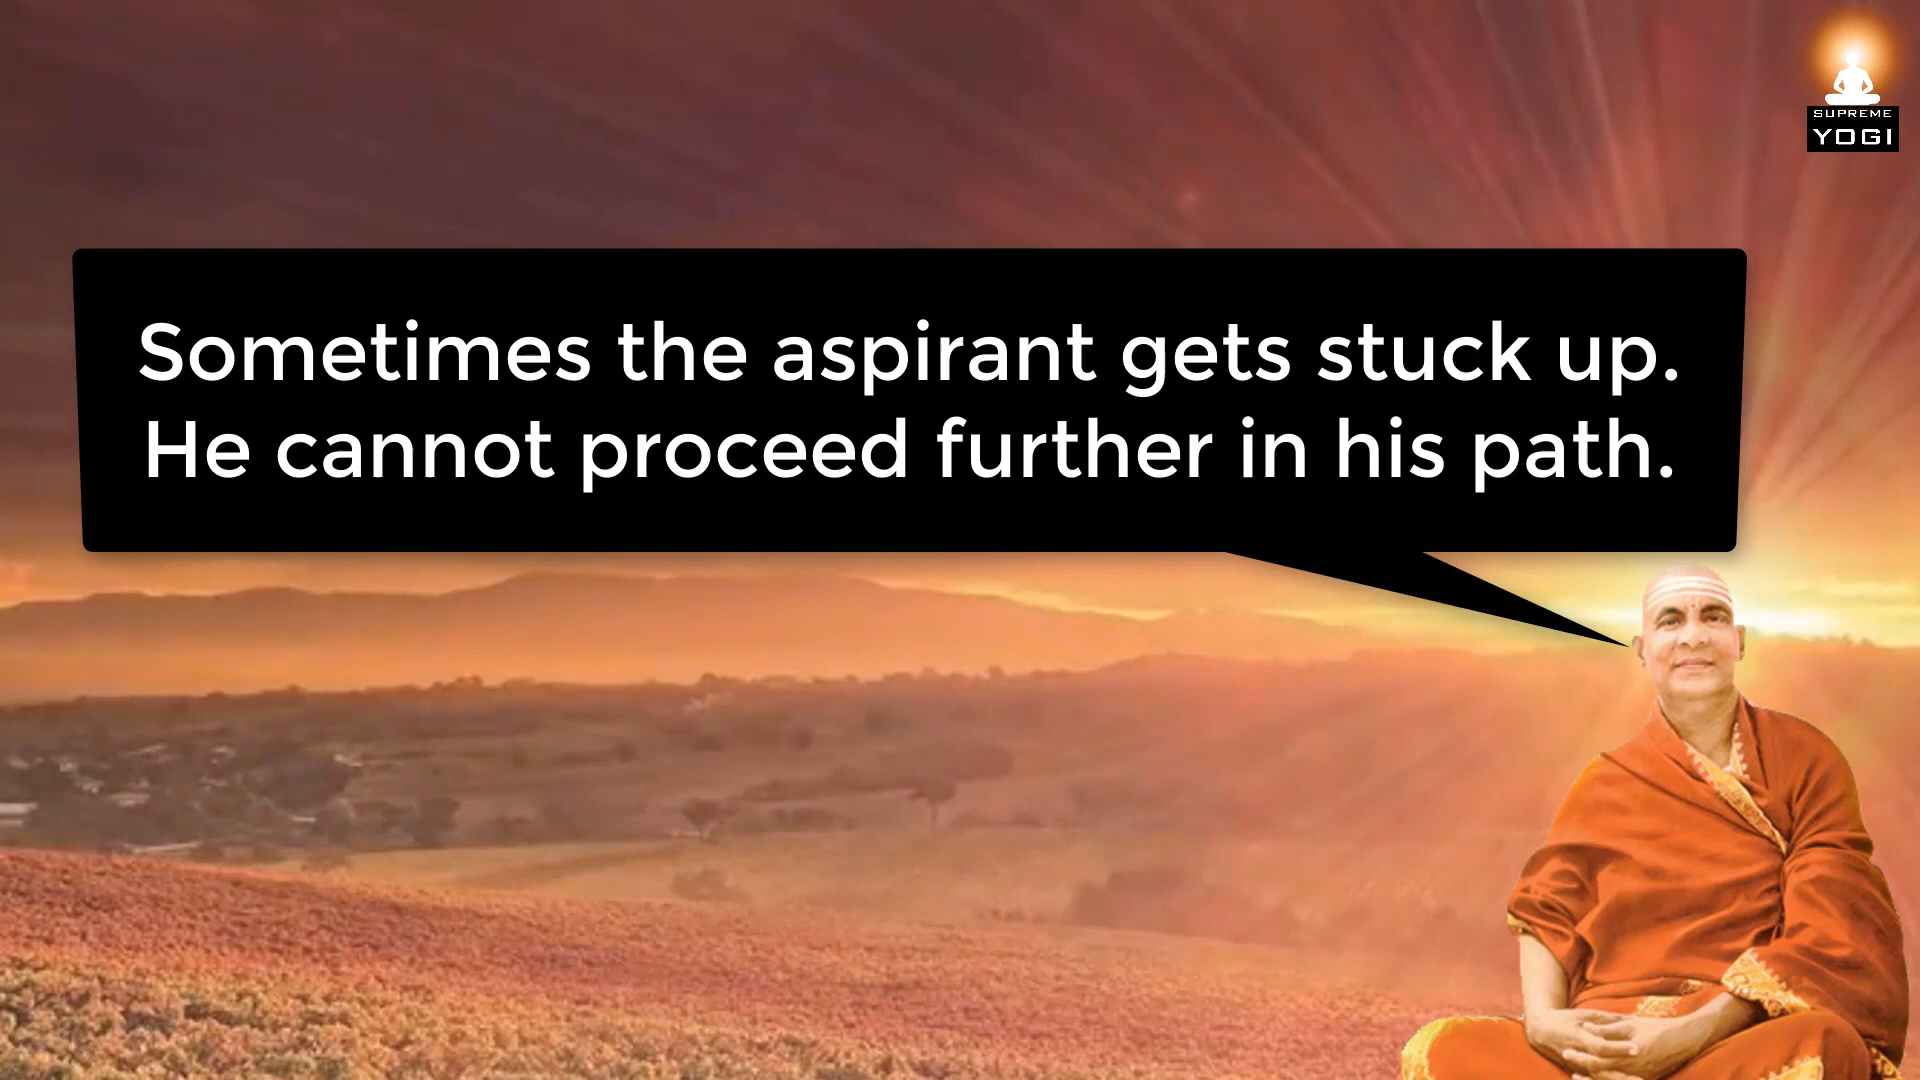 SUPREME
YOGI
Sometimes the aspirant gets stuck up.
He cannot proceed further in his path.